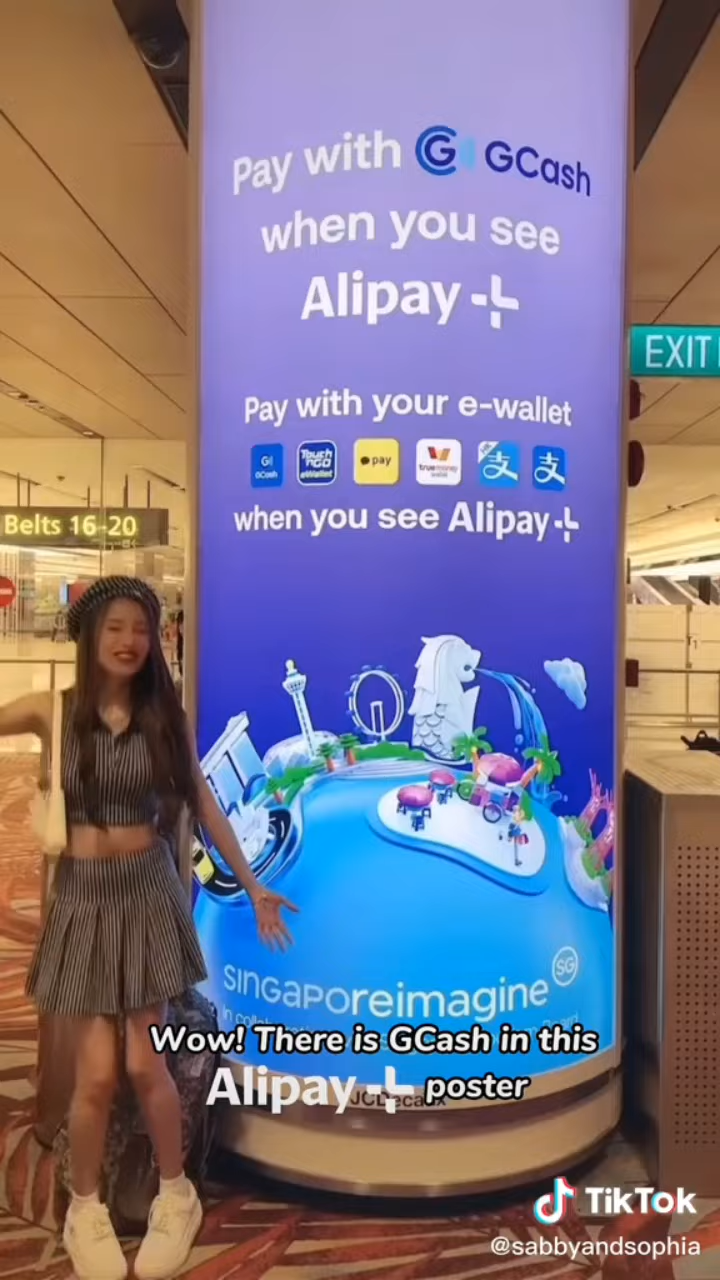 Pay with GCash
when you see
Alipay+
EXIT
Pay with your e-wallet
GCash
Touch 'n GO eWallet
pay
truemoney wallet
支
支
when you see Alipay+
Belts 16-20
SINGAPOReimagine
SG
In
Wow! There is GCash in this
Alipay+ poster
JCDecaux
TikTok
@sabbyandsophia